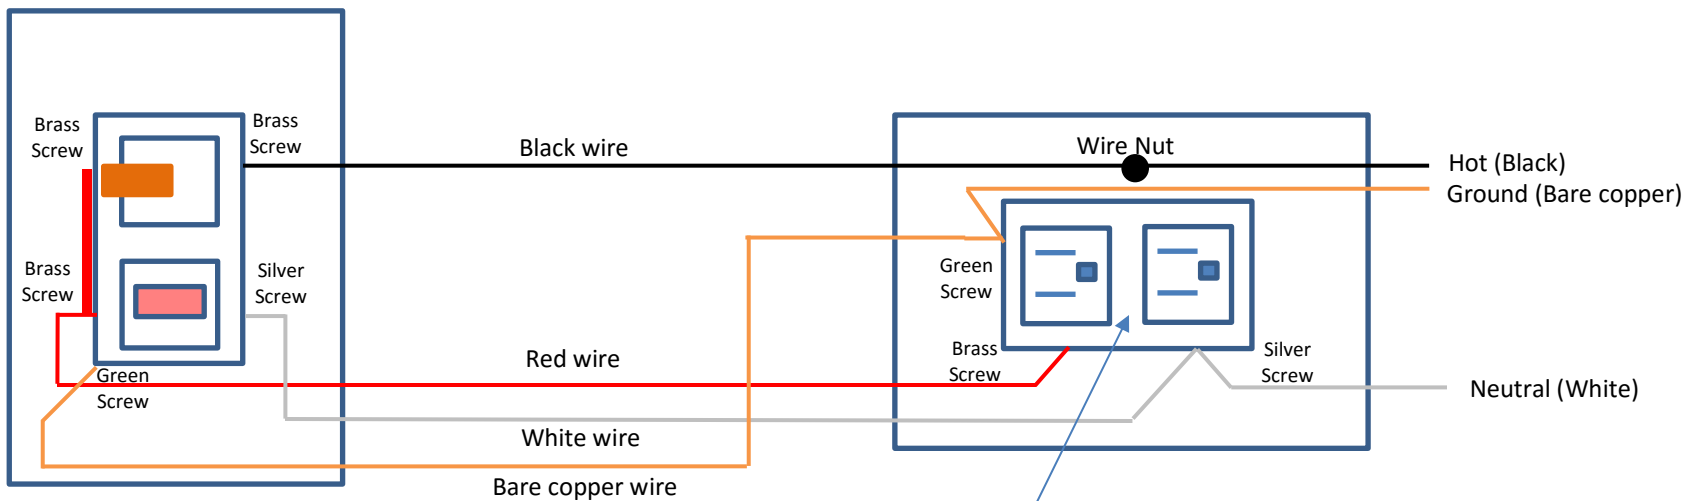 Brass
Screw
Brass
Screw
Black wire
Wire Nut
Hot (Black)
Ground (Bare copper)
Brass
Screw
Silver
Screw
Green
Screw
Red wire
Brass
Screw
Silver
Screw
Green
Screw
Neutral (White)
White wire
Bare copper wire